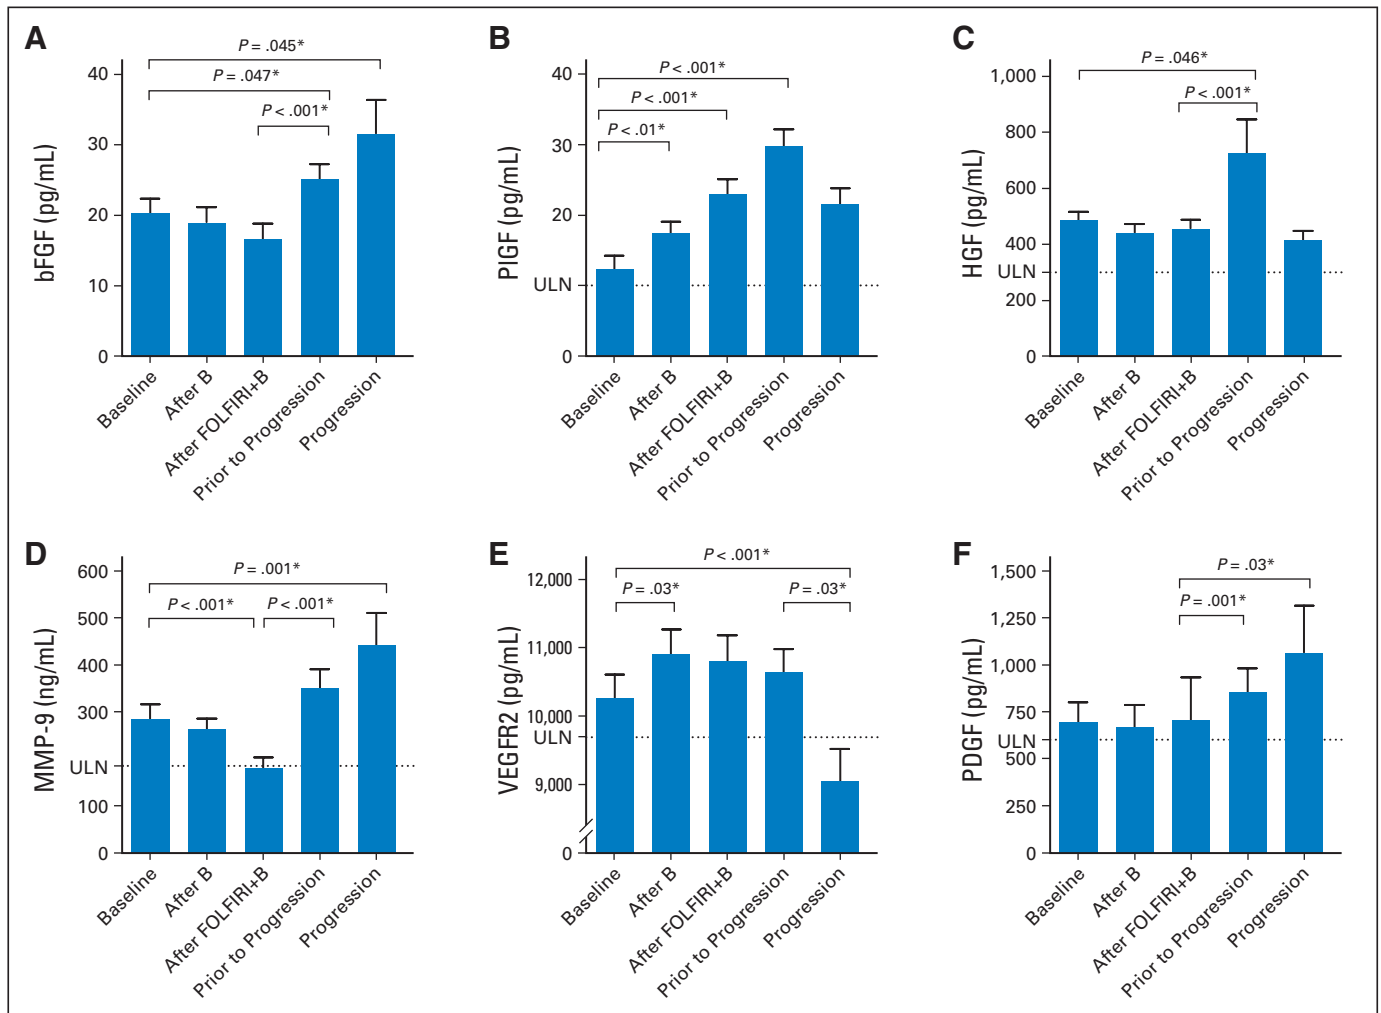 A
P = .045*
P = .047*
P < .001*
bFGF (pg/mL)
40
30
20
10
0
Baseline
After B
After FOLFIRI+B
Prior to Progression
Progression
B
P < .001*
P < .001*
P < .01*
PlGF (pg/mL)
40
30
20
ULN
0
Baseline
After B
After FOLFIRI+B
Prior to Progression
Progression
C
P = .046*
P < .001*
HGF (pg/mL)
1,000
800
600
400
ULN
200
0
Baseline
After B
After FOLFIRI+B
Prior to Progression
Progression
D
P = .001*
P < .001*
P < .001*
MMP-9 (ng/mL)
600
500
400
300
ULN
100
0
Baseline
After B
After FOLFIRI+B
Prior to Progression
Progression
E
P < .001*
P = .03*
P = .03*
VEGFR2 (pg/mL)
12,000
11,000
10,000
ULN
9,000
0
Baseline
After B
After FOLFIRI+B
Prior to Progression
Progression
F
P = .03*
P = .001*
PDGF (pg/mL)
1,500
1,250
1,000
750
ULN
500
250
0
Baseline
After B
After FOLFIRI+B
Prior to Progression
Progression